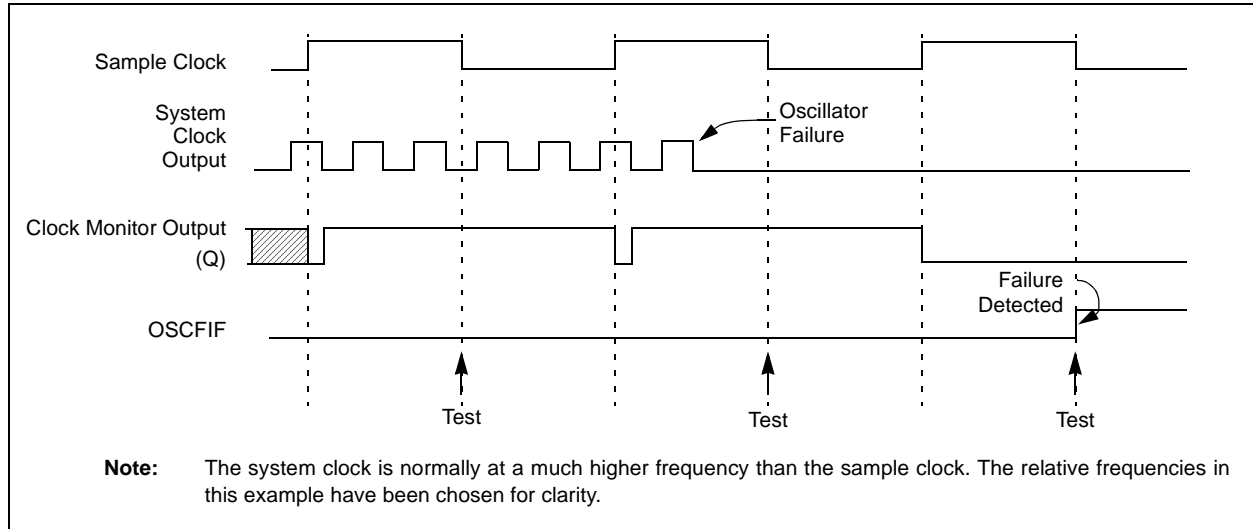 Sample Clock
System
Clock
Output
Oscillator
Failure
Clock Monitor Output
(Q)
Failure
Detected
OSCFIF
Test
Test
Test
Note: The system clock is normally at a much higher frequency than the sample clock. The relative frequencies in
this example have been chosen for clarity.